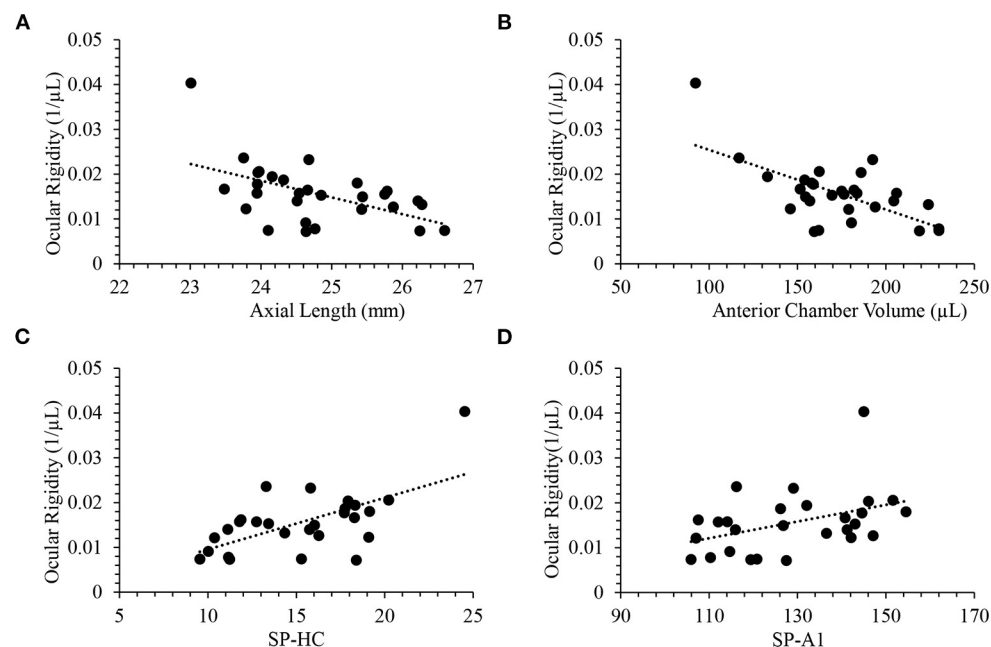 A
0.05
0.04
0.03
0.02
0.01
0
Ocular Rigidity (1/µL)
22 23 24 25 26 27
Axial Length (mm)
B
0.05
0.04
0.03
0.02
0.01
0
Ocular Rigidity (1/µL)
50 100 150 200 250
Anterior Chamber Volume (µL)
C
0.05
0.04
0.03
0.02
0.01
0
Ocular Rigidity (1/µL)
5 10 15 20 25
SP-HC
D
0.05
0.04
0.03
0.02
0.01
0
Ocular Rigidity(1/µL)
90 110 130 150 170
SP-A1